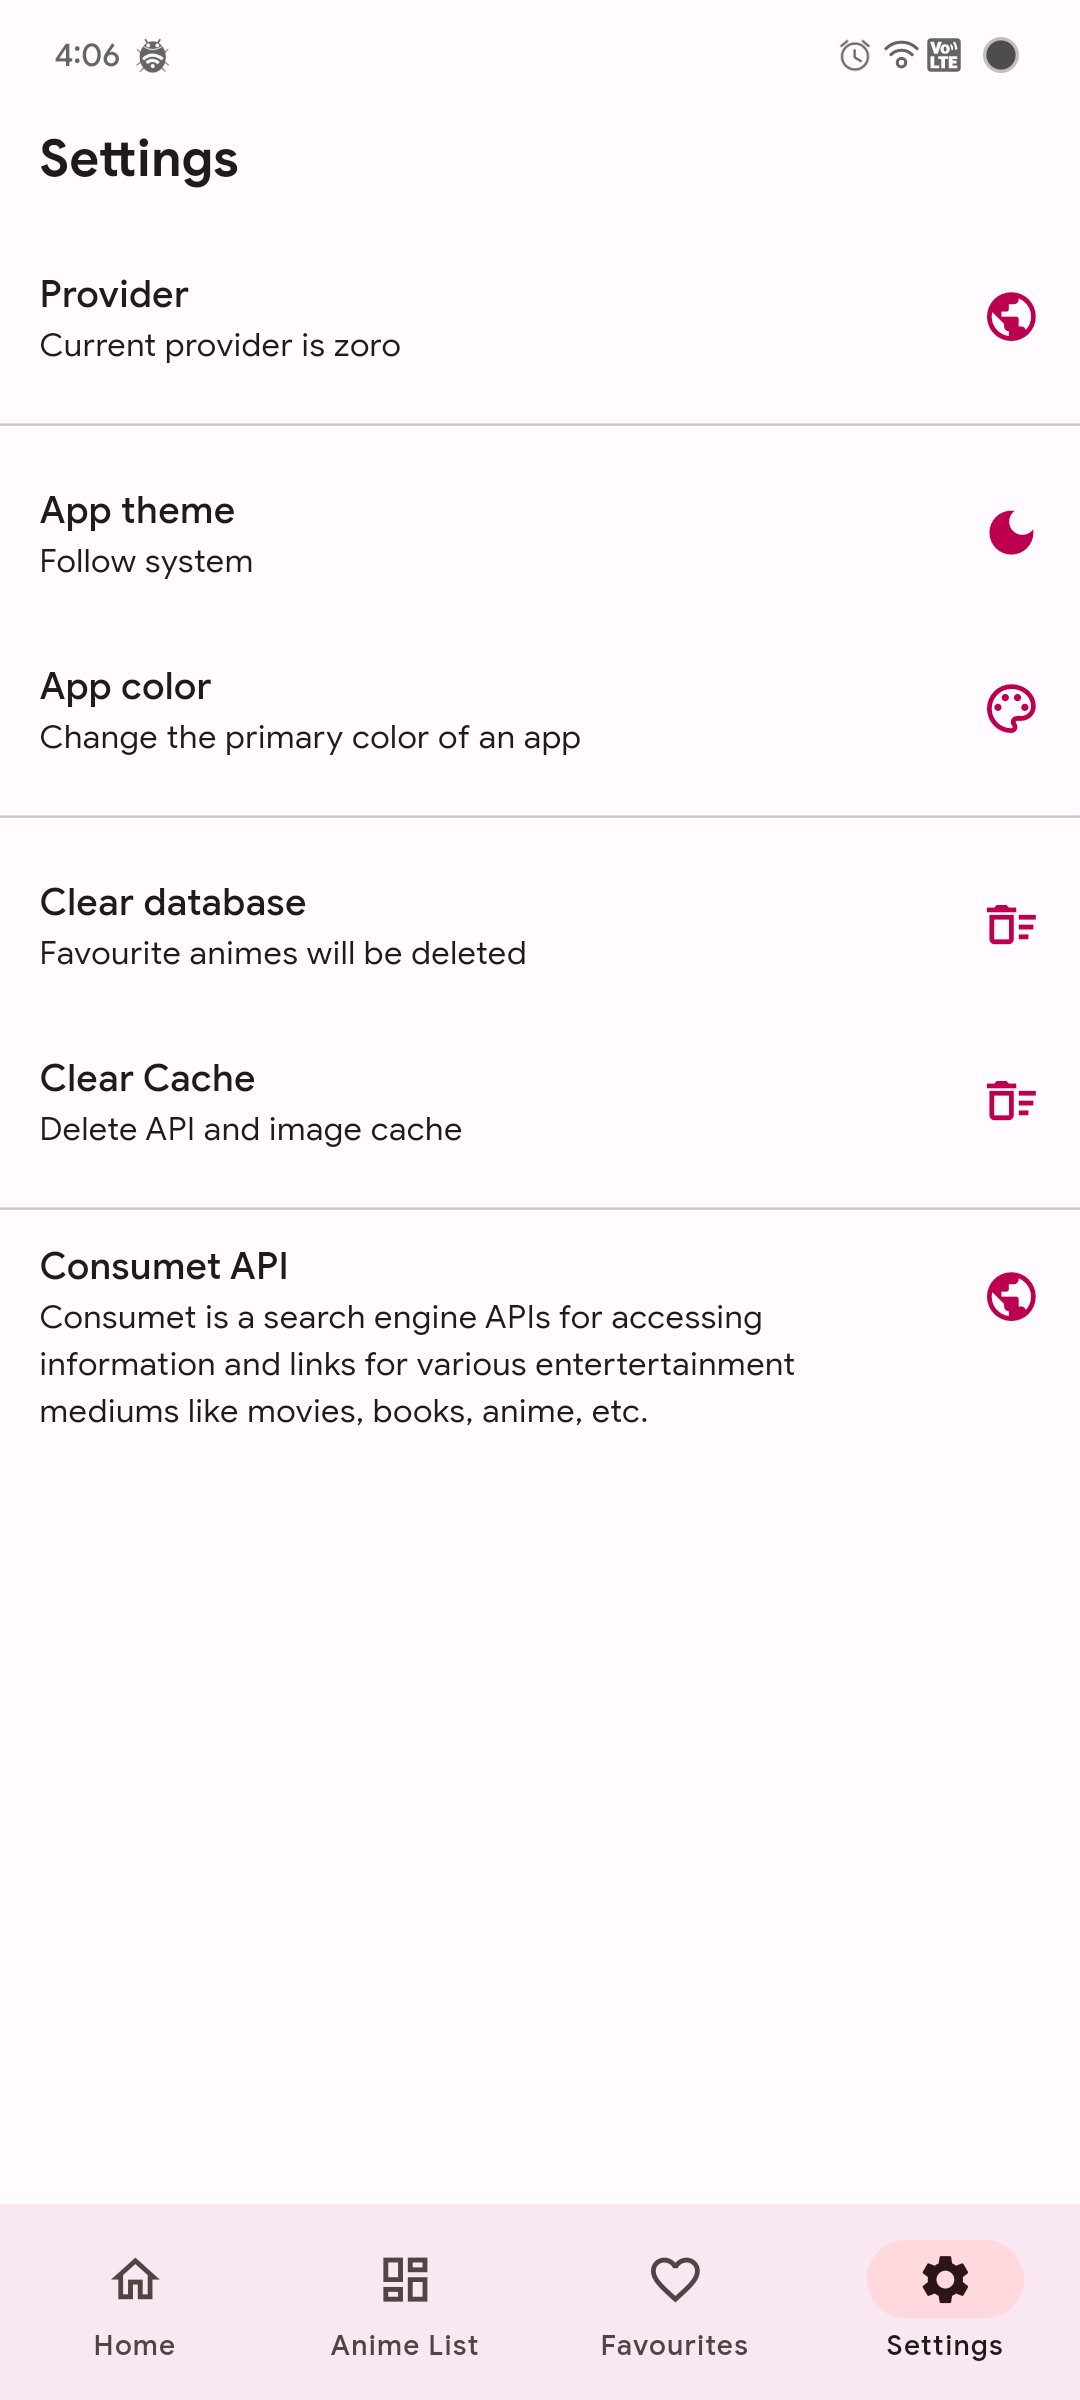 4:06
Vo LTE
Settings
Provider
Current provider is zoro
App theme
Follow system
App color
Change the primary color of an app
Clear database
Favourite animes will be deleted
Clear Cache
Delete API and image cache
Consumet API
Consumet is a search engine APIs for accessing
information and links for various entertertainment
mediums like movies, books, anime, etc.
Home
Anime List
Favourites
Settings